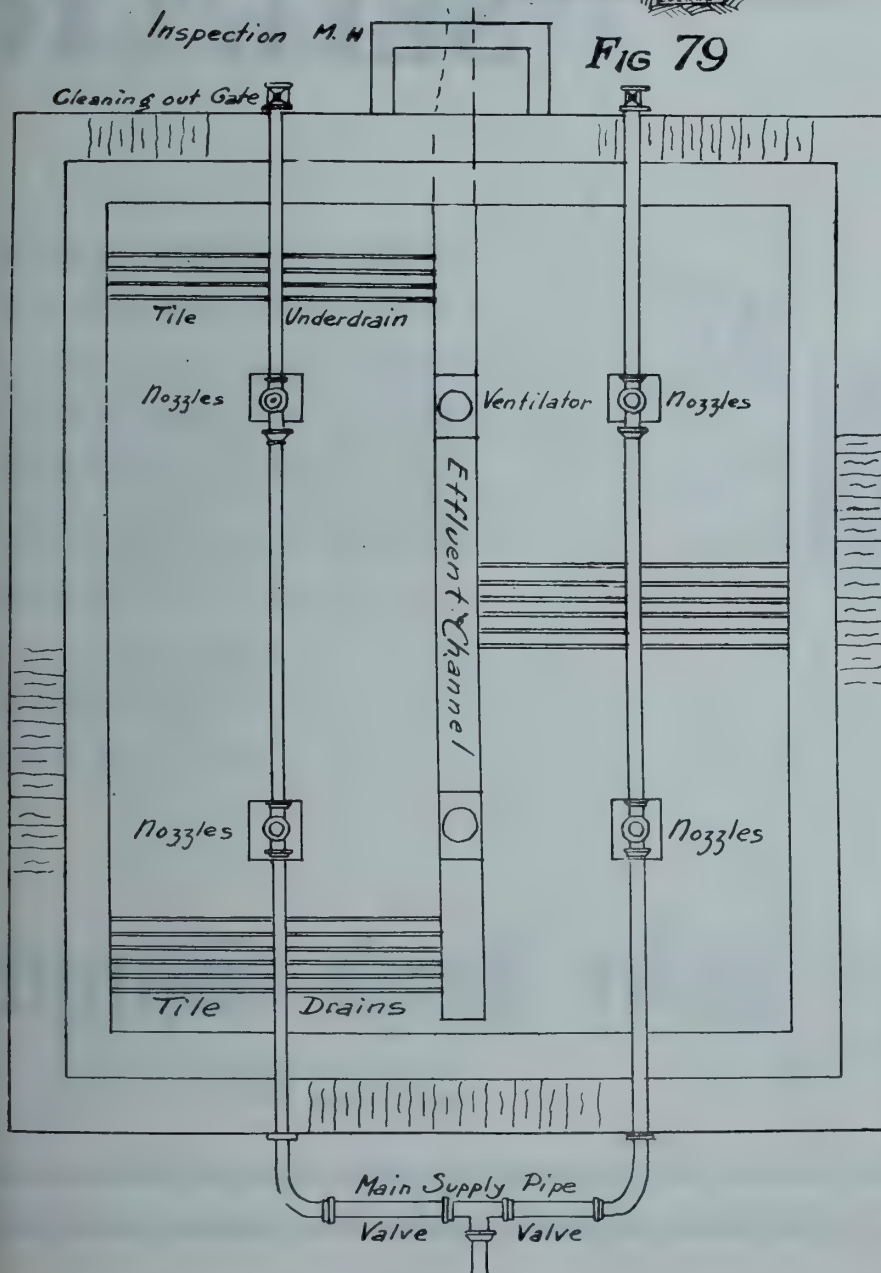 Inspection M. H
FIG 79
Cleaning out Gate
Tile Underdrain
Nozzles
Ventilator
Nozzles
Effluent Channel
Nozzles
Nozzles
Tile Drains
Main Supply Pipe
Valve Valve